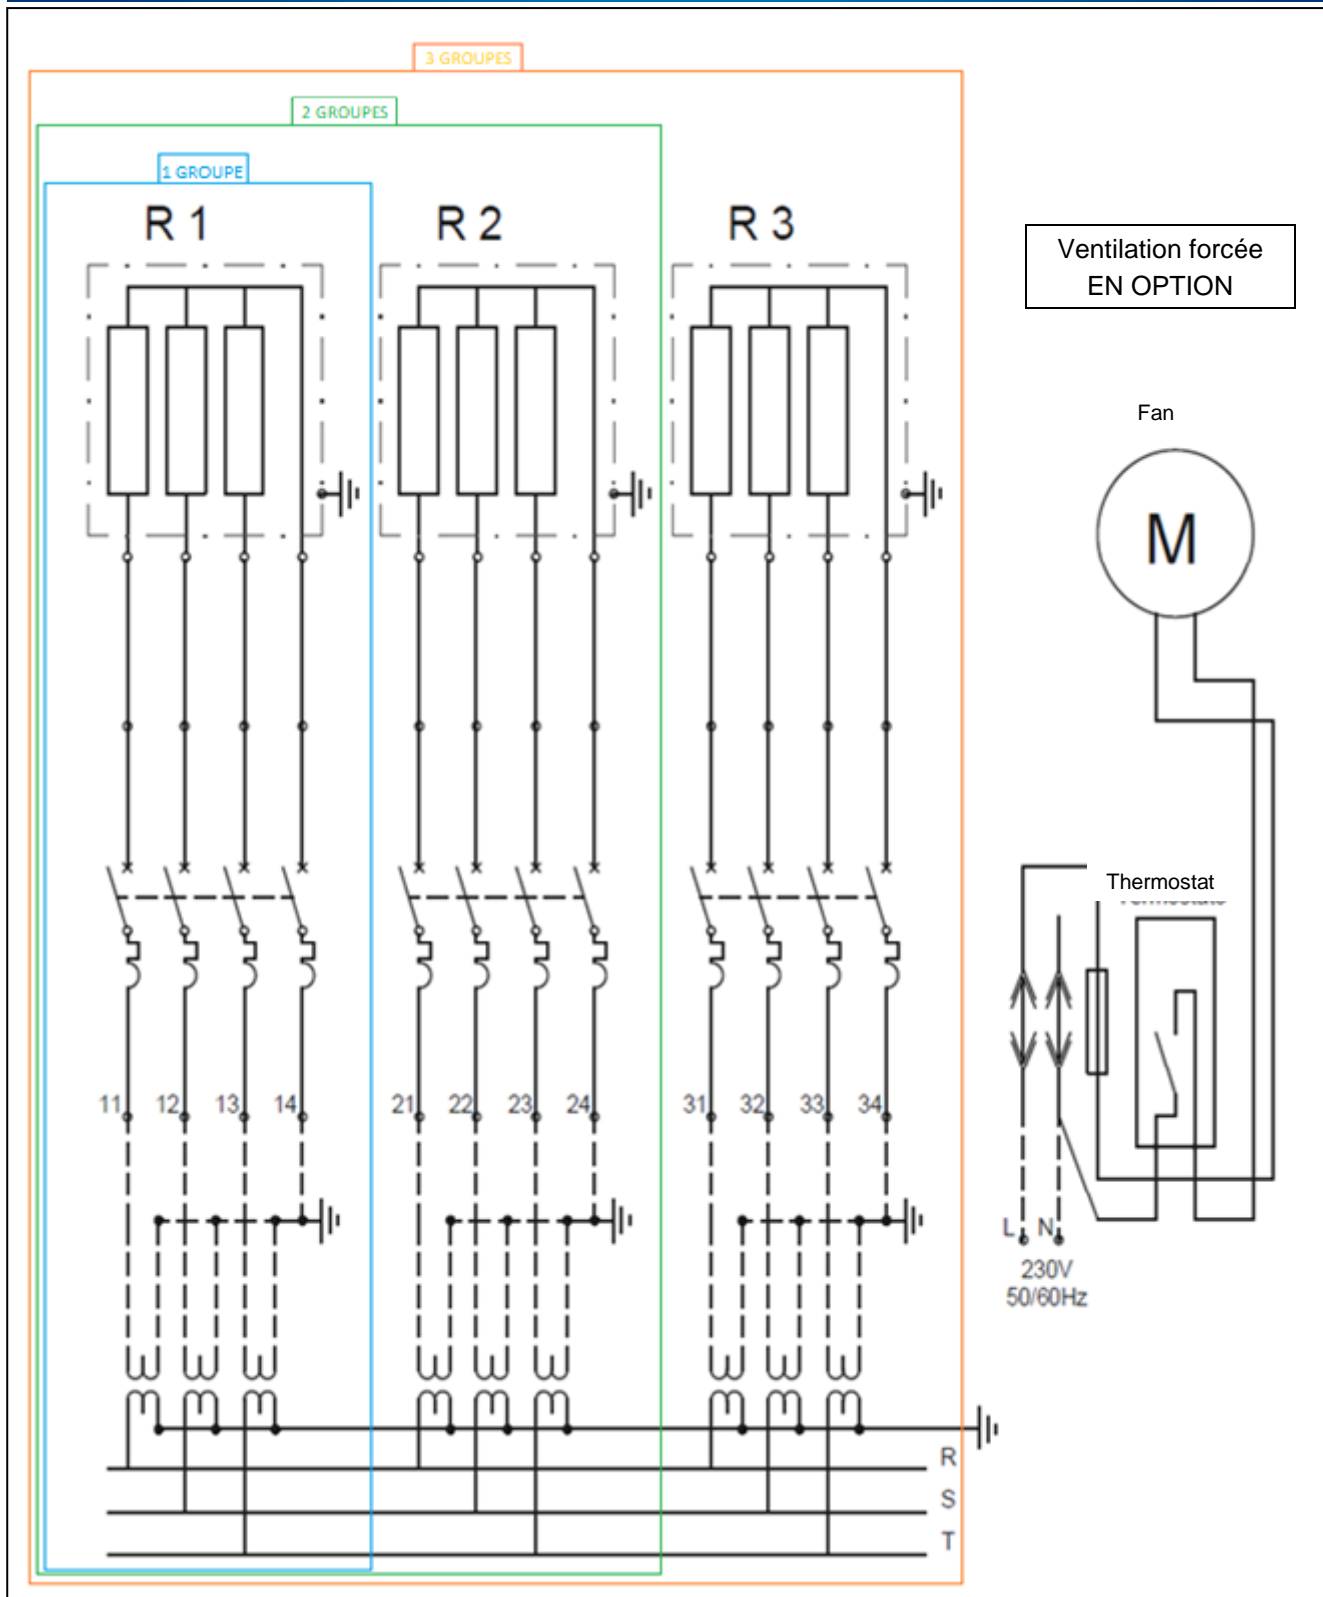 3 GROUPES
2 GROUPES
1 GROUPE
R 1
R 2
R 3
Ventilation forcée
EN OPTION
Fan
M
Thermostat
11 12 13 14 21 22 23 24 31 32 33 34
L N
230V
50/60Hz
R
S
T